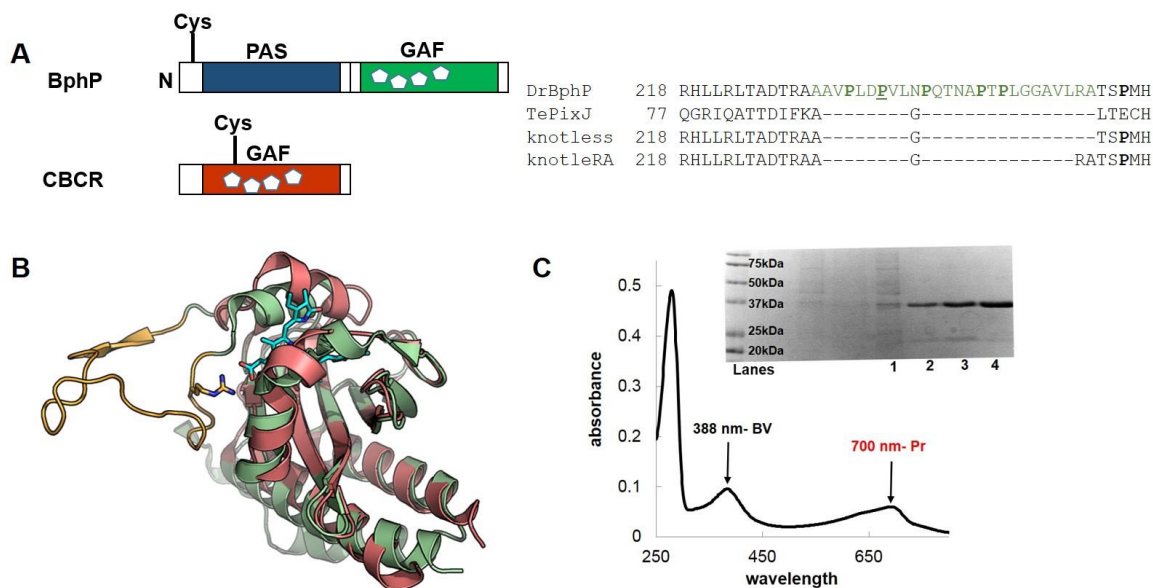 A
Cys
PAS
GAF
BphP
N
Cys
GAF
CBCR
DrBphP 218 RHLLRLTADTRAAAVPLDPVLNPQTNAPTPLGGAVLRATSPMH
TePixJ 77 QGRIQATTDIFKA--------G----------------LTECH
knotless 218 RHLLRLTADTRAA--------G----------------TSPMH
knotleRA 218 RHLLRLTADTRAA--------G--------------RATSPMH
B
C
75kDa
50kDa
37kDa
25kDa
20kDa
Lanes 1 2 3 4
0.5
0.4
0.3
0.2
0.1
0
absorbance
388 nm- BV
700 nm- Pr
250 450 650
wavelength